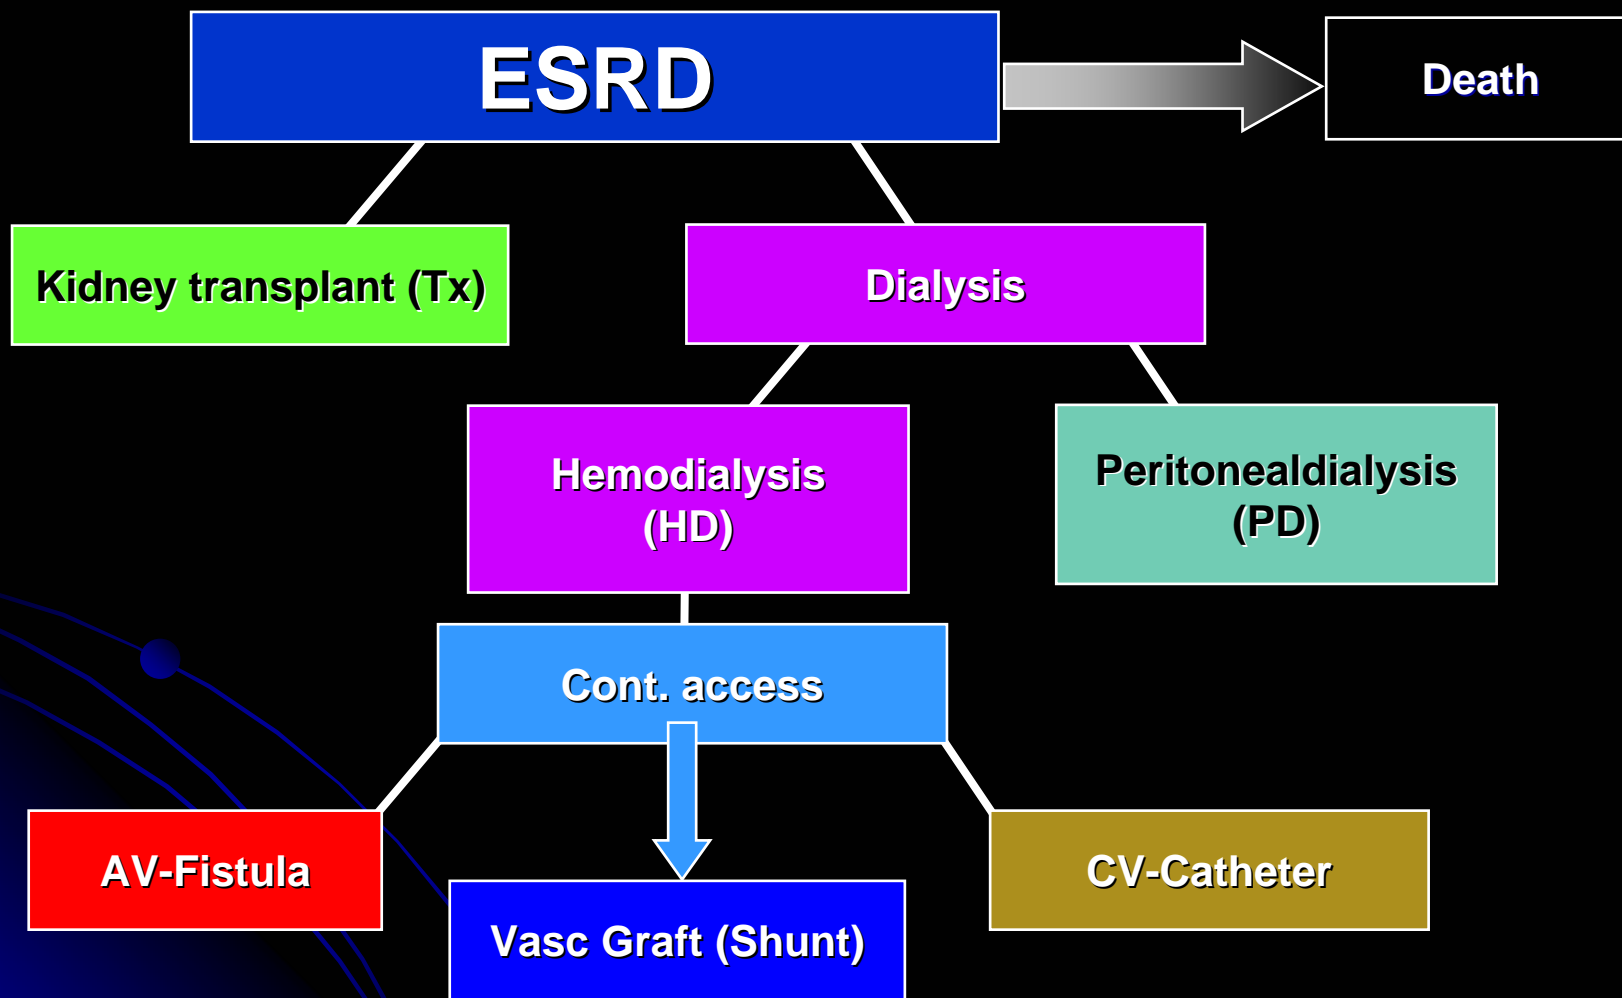 ESRD
Death
Kidney transplant (Tx)
Dialysis
Hemodialysis
(HD)
Peritonealdialysis
(PD)
Cont. access
AV-Fistula
CV-Catheter
Vasc Graft (Shunt)